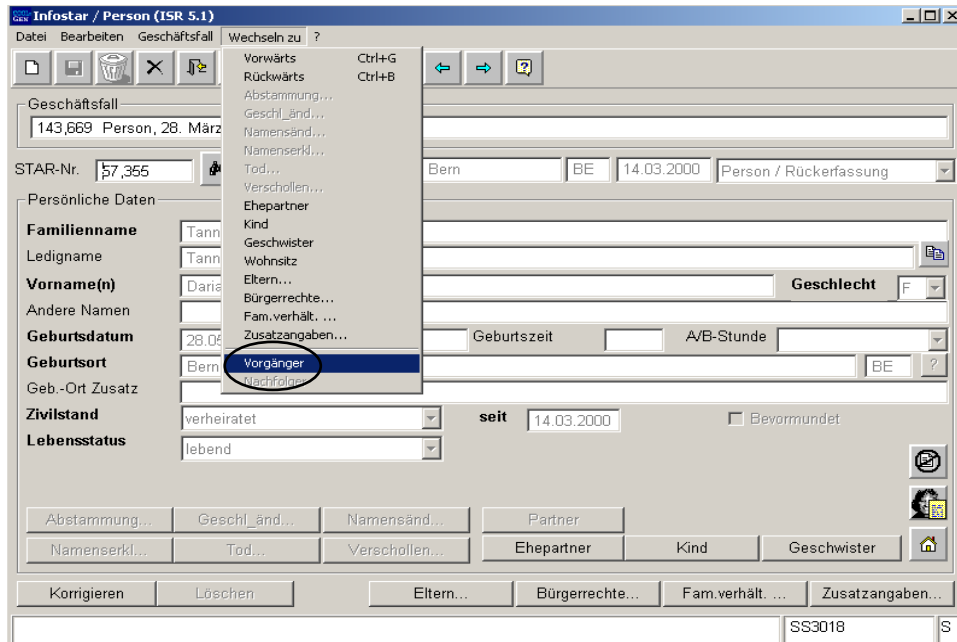 Infostar / Person (ISR 5.1)
Datei Bearbeiten Geschäftsfall Wechseln zu ?
Vorwärts Ctrl+G
Rückwärts Ctrl+B
Abstammung...
Geschl_änd...
Namensänd...
Namenserkl...
Tod...
Verschollen...
Ehepartner
Kind
Geschwister
Wohnsitz
Eltern...
Bürgerrechte...
Fam.verhält. ...
Zusatzangaben...
Vorgänger
Nachfolger
Geschäftsfall
143,669 Person, 28. März
STAR-Nr. 57,355 Bern BE 14.03.2000 Person / Rückerfassung
Persönliche Daten
Familienname Tann
Ledigname Tann
Vorname(n) Daria Geschlecht F
Andere Namen
Geburtsdatum 28.05 Geburtszeit A/B-Stunde
Geburtsort Bern BE ?
Geb.-Ort Zusatz
Zivilstand verheiratet seit 14.03.2000 Bevormundet
Lebensstatus lebend
Abstammung... Geschl_änd... Namensänd... Partner
Namenserkl... Tod... Verschollen... Ehepartner Kind Geschwister
Korrigieren Löschen Eltern... Bürgerrechte... Fam.verhält. ... Zusatzangaben...
SS3018 S